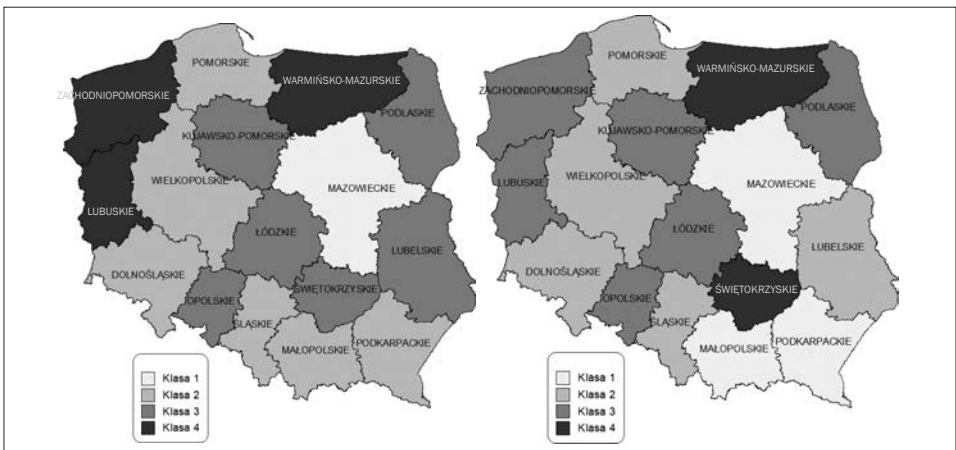 POMORSKIE
WARMIŃSKO-MAZURSKIE
ZACHODNIOPOMORSKIE
PODLASKIE
KUJAWSKO-POMORSKIE
WIELKOPOLSKIE
MAZOWIECKIE
LUBUSKIE
ŁÓDZKIE
LUBELSKIE
DOLNOŚLĄSKIE
OPOLSKIE
ŚWIĘTOKRZYSKIE
ŚLĄSKIE
MAŁOPOLSKIE
PODKARPACKIE
Klasa 1
Klasa 2
Klasa 3
Klasa 4
POMORSKIE
WARMIŃSKO-MAZURSKIE
ZACHODNIOPOMORSKIE
PODLASKIE
KUJAWSKO-POMORSKIE
LUBUSKIE
WIELKOPOLSKIE
MAZOWIECKIE
ŁÓDZKIE
LUBELSKIE
DOLNOŚLĄSKIE
ŚWIĘTOKRZYSKIE
OPOLSKIE
ŚLĄSKIE
MAŁOPOLSKIE
PODKARPACKIE
Klasa 1
Klasa 2
Klasa 3
Klasa 4